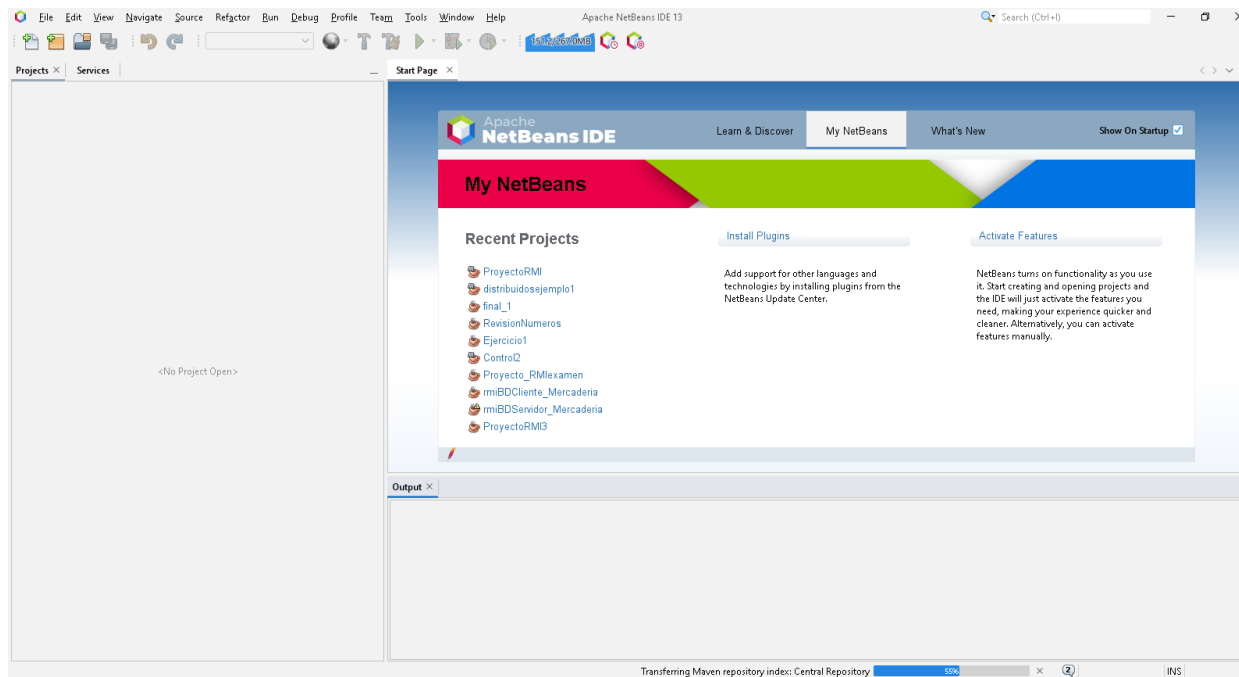 File Edit View Navigate Source Refactor Run Debug Profile Team Tools Window Help Apache NetBeans IDE 13 Search (Ctrl+I)
151.2/267.0MB
Projects Services Start Page
Apache
NetBeans IDE
Learn & Discover My NetBeans What's New Show On Startup
My NetBeans
Recent Projects
ProyectoRMI
distribuidosejemplo1
final_1
RevisionNumeros
Ejercicio1
Control2
Proyecto_RMIexamen
rmiBDCliente_Mercaderia
rmiBDServidor_Mercaderia
ProyectoRMI3
Install Plugins
Add support for other languages and
technologies by installing plugins from the
NetBeans Update Center.
Activate Features
NetBeans turns on functionality as you use
it. Start creating and opening projects and
the IDE will just activate the features you
need, making your experience quicker and
cleaner. Alternatively, you can activate
features manually.
<No Project Open>
Output
Transferring Maven repository index: Central Repository 55% 2 INS